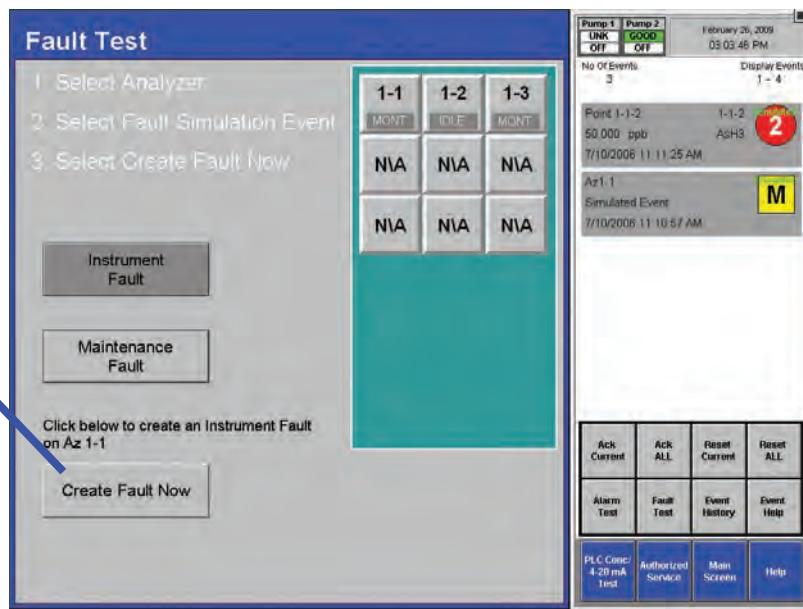 Fault Test
1. Select Analyzer
2. Select Fault Simulation Event
3. Select Create Fault Now
1-1 1-2 1-3
MONT IDLE MONT
N\A N\A N\A
N\A N\A N\A
Instrument
Fault
Maintenance
Fault
Click below to create an Instrument Fault
on Az 1-1
Create Fault Now
Pump 1 Pump 2
UNK GOOD
OFF OFF
February 26, 2009
03:03:46 PM
No Of Events
3
Display Events
1 - 4
Point 1-1-2 1-1-2
50.000 ppb AsH3
7/10/2006 11:11:25 AM
2
Az1-1
Simulated Event
7/10/2006 11:10:57 AM
M
Ack
Current
Ack
ALL
Reset
Current
Reset
ALL
Alarm
Test
Fault
Test
Event
History
Event
Help
PLC Conc/
4-20 mA
Test
Authorized
Service
Main
Screen
Help